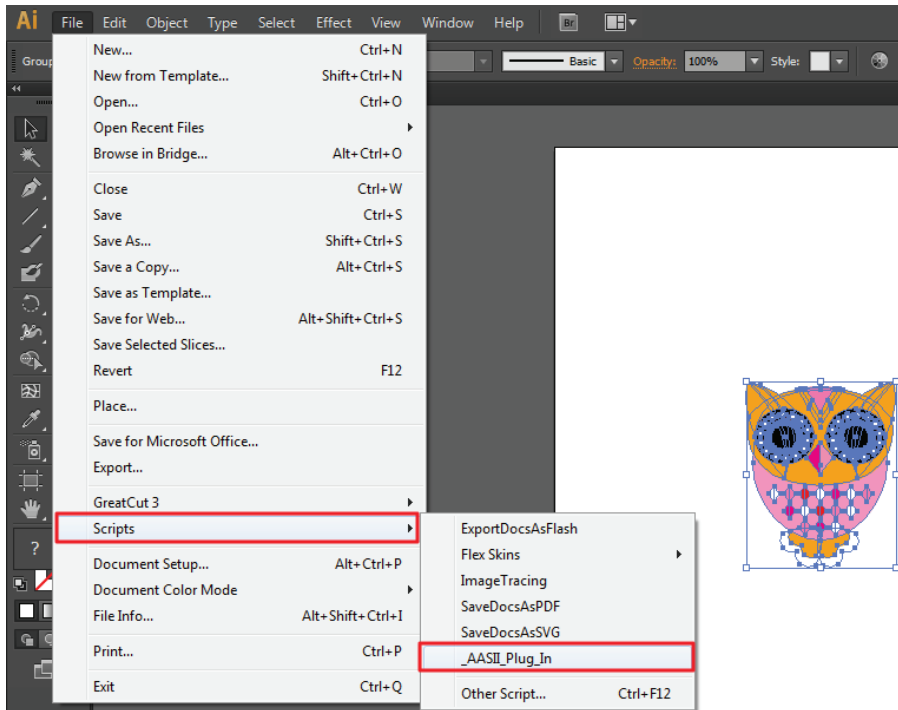 Ai File Edit Object Type Select Effect View Window Help Br
Group Basic Opacity: 100% Style:
New... Ctrl+N
New from Template... Shift+Ctrl+N
Open... Ctrl+O
Open Recent Files
Browse in Bridge... Alt+Ctrl+O
Close Ctrl+W
Save Ctrl+S
Save As... Shift+Ctrl+S
Save a Copy... Alt+Ctrl+S
Save as Template...
Save for Web... Alt+Shift+Ctrl+S
Save Selected Slices...
Revert F12
Place...
Save for Microsoft Office...
Export...
GreatCut 3
Scripts
Document Setup... Alt+Ctrl+P
Document Color Mode
File Info... Alt+Shift+Ctrl+I
Print... Ctrl+P
Exit Ctrl+Q
ExportDocsAsFlash
Flex Skins
ImageTracing
SaveDocsAsPDF
SaveDocsAsSVG
_AASII_Plug_In
Other Script... Ctrl+F12
?